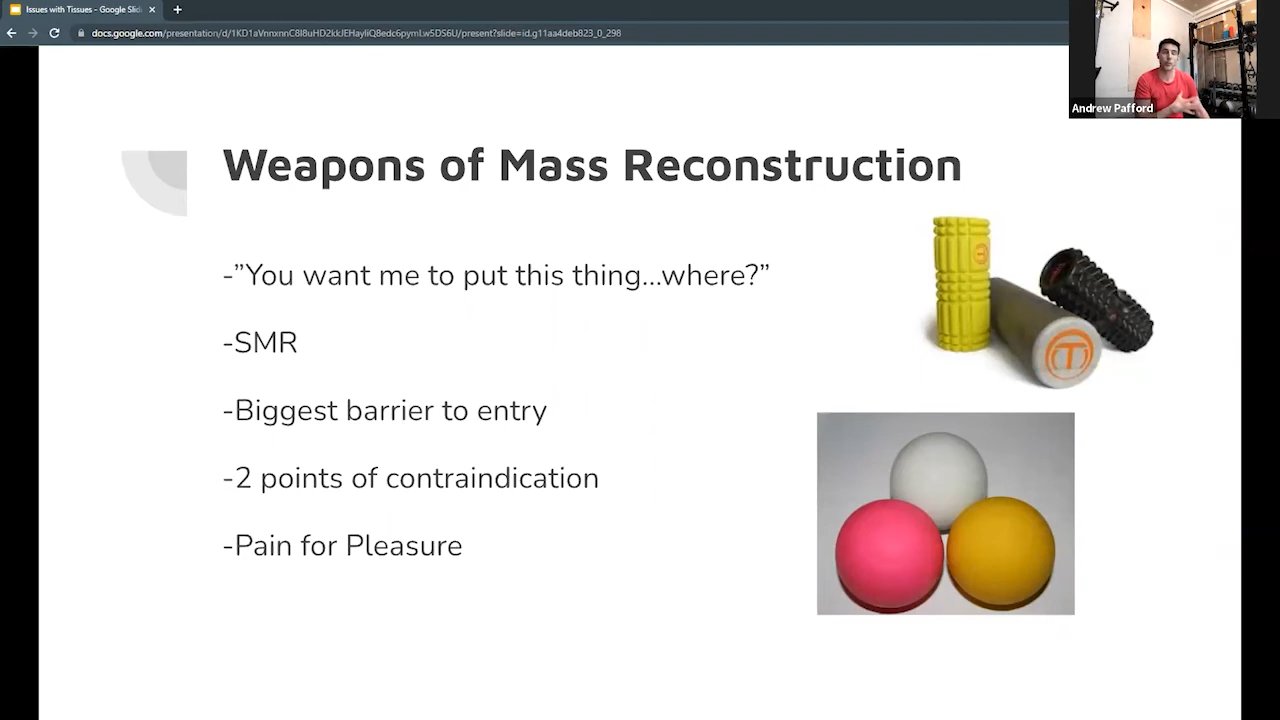 Issues with Tissues - Google Slid
docs.google.com/presentation/d/1KD1aVnnxnnC8I8uHD2kkJEHayliQ8edc6pymLw5DS6U/present?slide=id.g11aa4deb823_0_298
Andrew Pafford
Weapons of Mass Reconstruction
-”You want me to put this thing...where?”
-SMR
-Biggest barrier to entry
-2 points of contraindication
-Pain for Pleasure
T